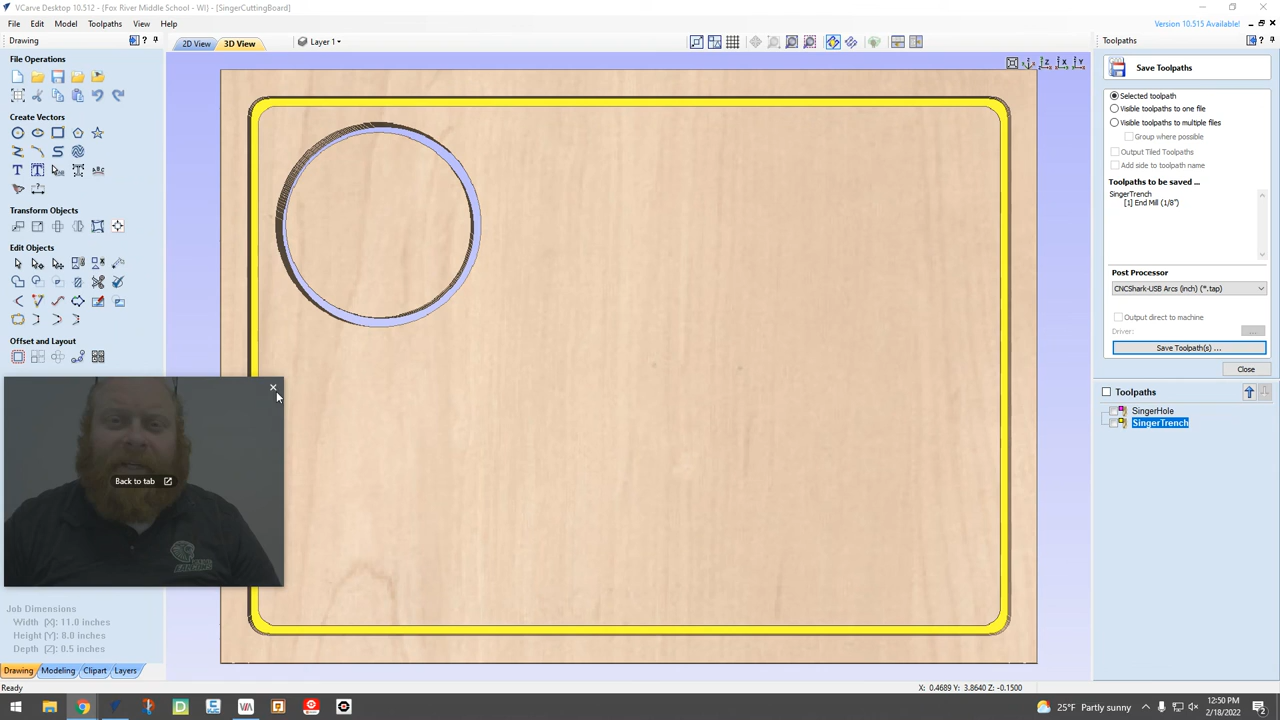 VCarve Desktop 10.512 - [Fox River Middle School - WI] - [SingerCuttingBoard]
File Edit Model Toolpaths View Help
Version 10.515 Available!
Drawing
2D View 3D View Layer 1
Toolpaths
File Operations
Create Vectors
Transform Objects
Edit Objects
Offset and Layout
Back to tab
Job Dimensions
Width (X): 11.0 inches
Height (Y): 8.0 inches
Depth (Z): 0.5 inches
Drawing Modeling Clipart Layers
Ready
X: 0.4689 Y: 3.8640 Z: -0.1500
Save Toolpaths
Selected toolpath
Visible toolpaths to one file
Visible toolpaths to multiple files
Group where possible
Output Tiled Toolpaths
Add side to toolpath name
Toolpaths to be saved ...
SingerTrench
[1] End Mill (1/8")
Post Processor
CNCShark-USB Arcs (inch) (*.tap)
Output direct to machine
Driver:
Save Toolpath(s) ...
Close
Toolpaths
SingerHole
SingerTrench
25°F Partly sunny
12:50 PM
2/18/2022